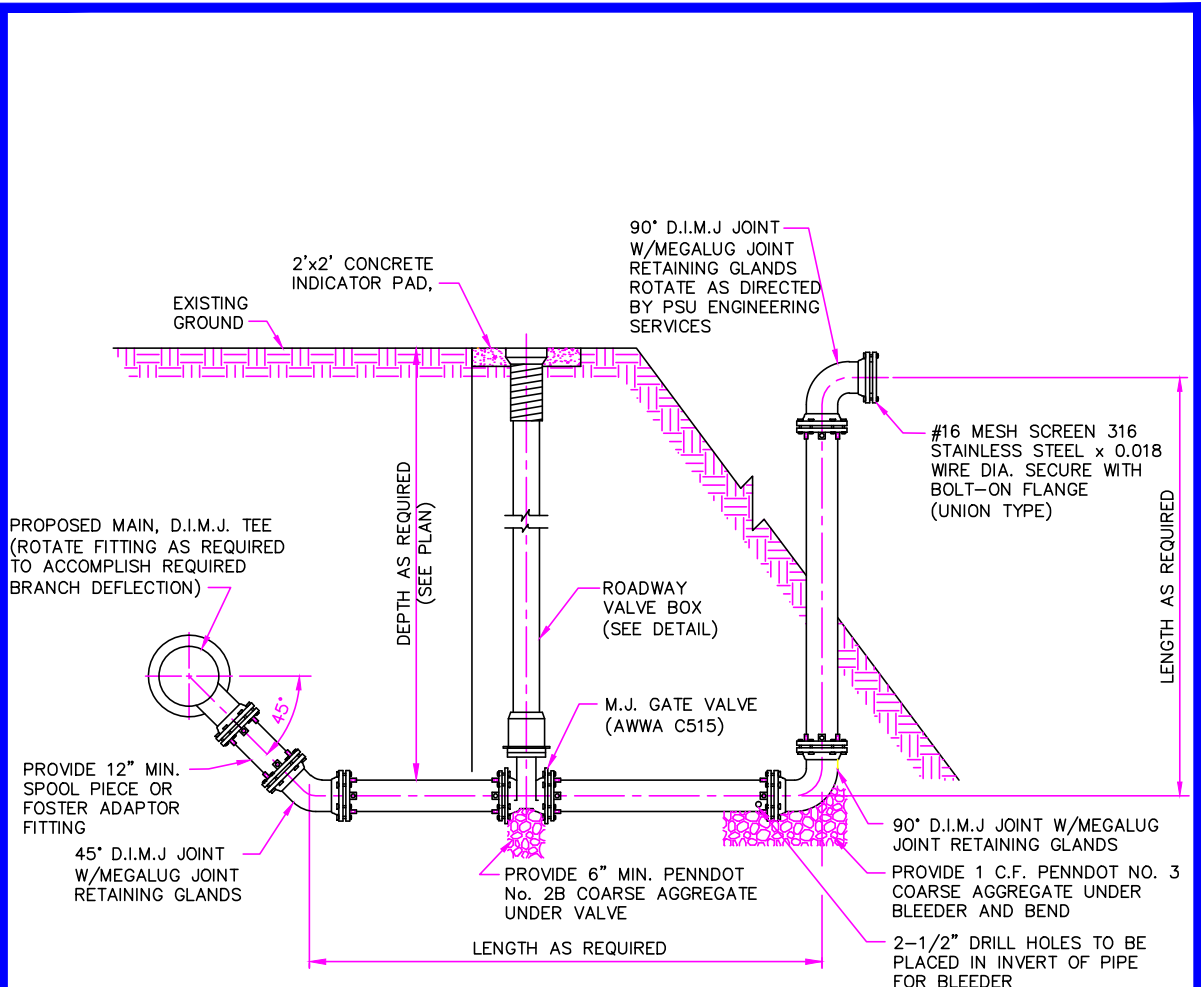 90° D.I.M.J JOINT
W/MEGALUG JOINT
RETAINING GLANDS
ROTATE AS DIRECTED
BY PSU ENGINEERING
SERVICES
2'x2' CONCRETE
INDICATOR PAD,
EXISTING
GROUND
#16 MESH SCREEN 316
STAINLESS STEEL x 0.018
WIRE DIA. SECURE WITH
BOLT-ON FLANGE
(UNION TYPE)
DEPTH AS REQUIRED
(SEE PLAN)
LENGTH AS REQUIRED
PROPOSED MAIN, D.I.M.J. TEE
(ROTATE FITTING AS REQUIRED
TO ACCOMPLISH REQUIRED
BRANCH DEFLECTION)
ROADWAY
VALVE BOX
(SEE DETAIL)
45°
M.J. GATE VALVE
(AWWA C515)
PROVIDE 12" MIN.
SPOOL PIECE OR
FOSTER ADAPTOR
FITTING
45° D.I.M.J JOINT
W/MEGALUG JOINT
RETAINING GLANDS
PROVIDE 6" MIN. PENNDOT
No. 2B COARSE AGGREGATE
UNDER VALVE
90° D.I.M.J JOINT W/MEGALUG
JOINT RETAINING GLANDS
PROVIDE 1 C.F. PENNDOT NO. 3
COARSE AGGREGATE UNDER
BLEEDER AND BEND
2-1/2" DRILL HOLES TO BE
PLACED IN INVERT OF PIPE
FOR BLEEDER
LENGTH AS REQUIRED